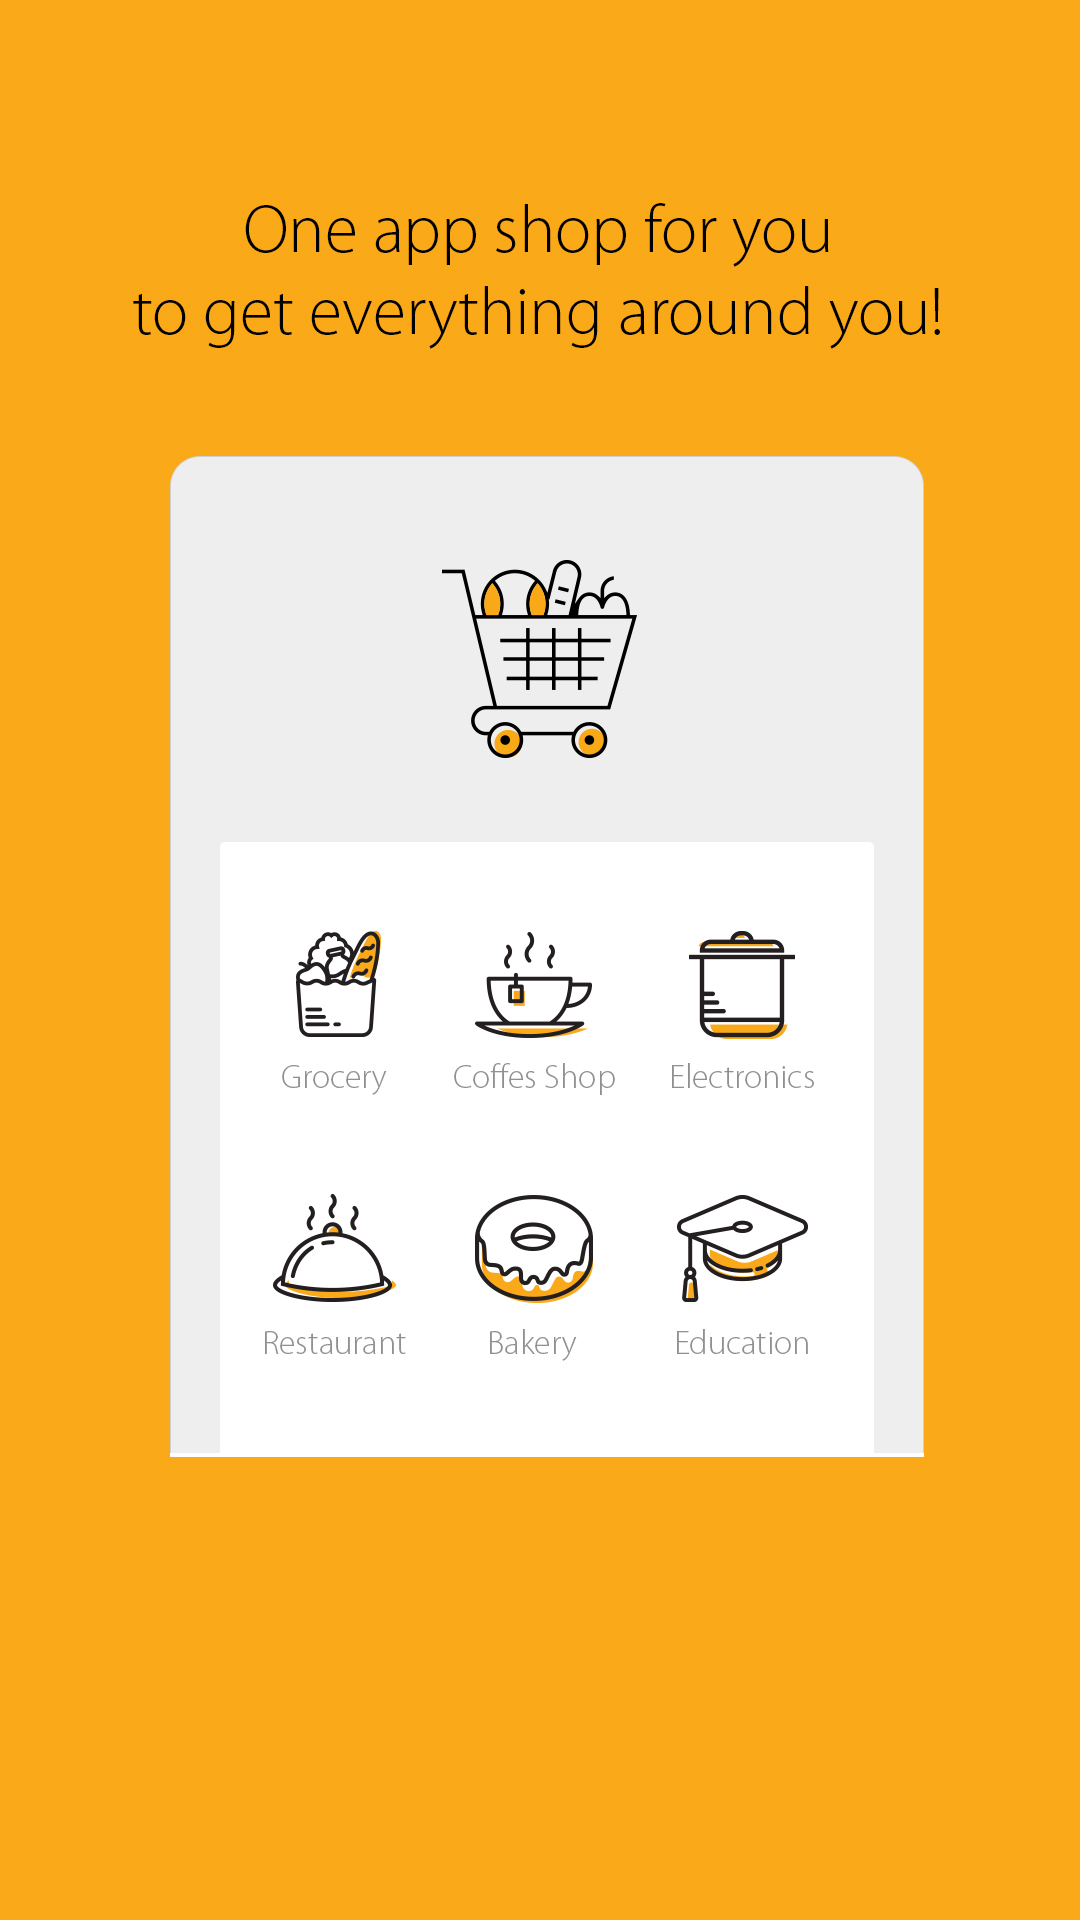 One app shop for you
to get everything around you!
Grocery
Coffes Shop
Electronics
Restaurant
Bakery
Education